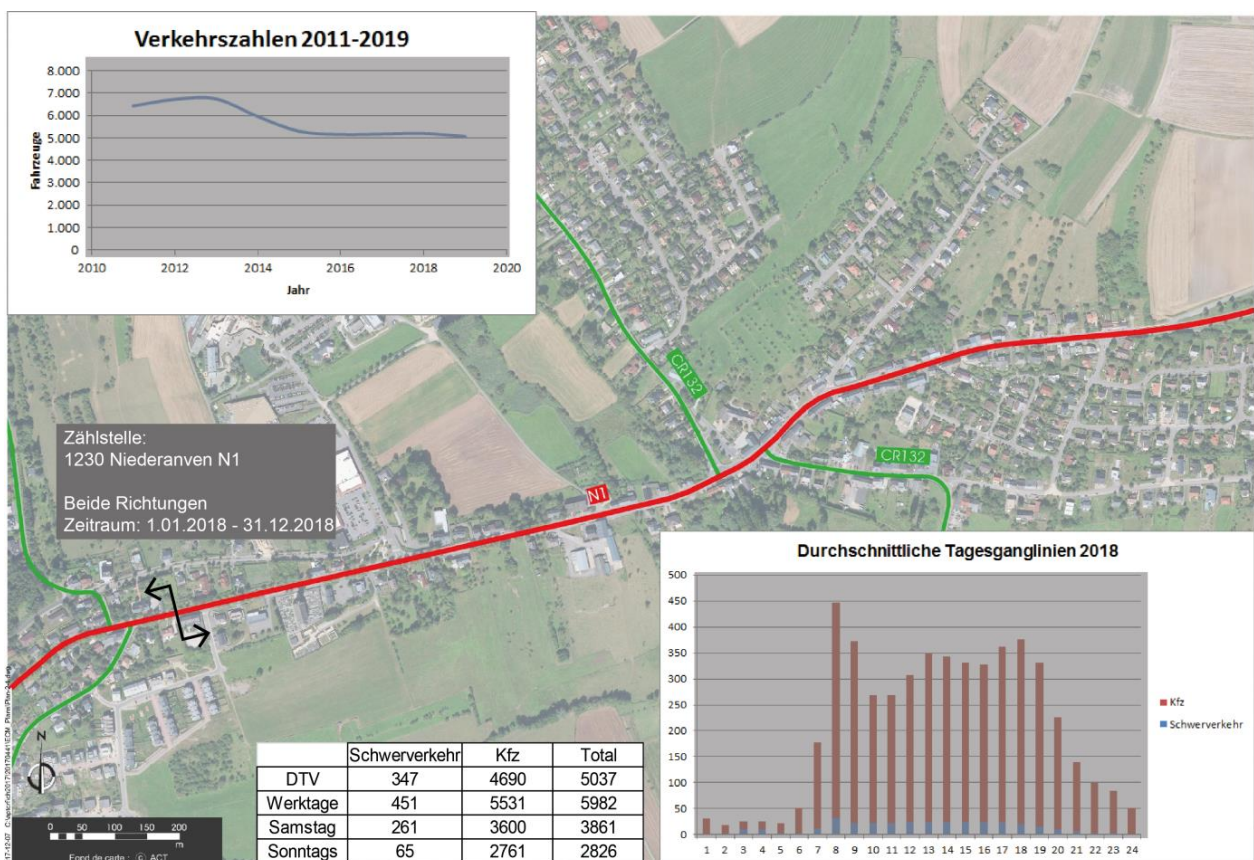 Verkehrszahlen 2011-2019
Fahrzeuge
8.000
7.000
6.000
5.000
4.000
3.000
2.000
1.000
0
2010 2012 2014 2016 2018 2020
Jahr
CR132
CR132
N1
Zählstelle:
1230 Niederanven N1
Beide Richtungen
Zeitraum: 1.01.2018 - 31.12.2018
N
0 50 100 150 200
m
Fond de carte : © ACT
Schwerverkehr Kfz Total
DTV 347 4690 5037
Werktage 451 5531 5982
Samstag 261 3600 3861
Sonntags 65 2761 2826
Durchschnittliche Tagesganglinien 2018
500
450
400
350
300
250
200
150
100
50
0
1 2 3 4 5 6 7 8 9 10 11 12 13 14 15 16 17 18 19 20 21 22 23 24
Kfz
Schwerverkehr